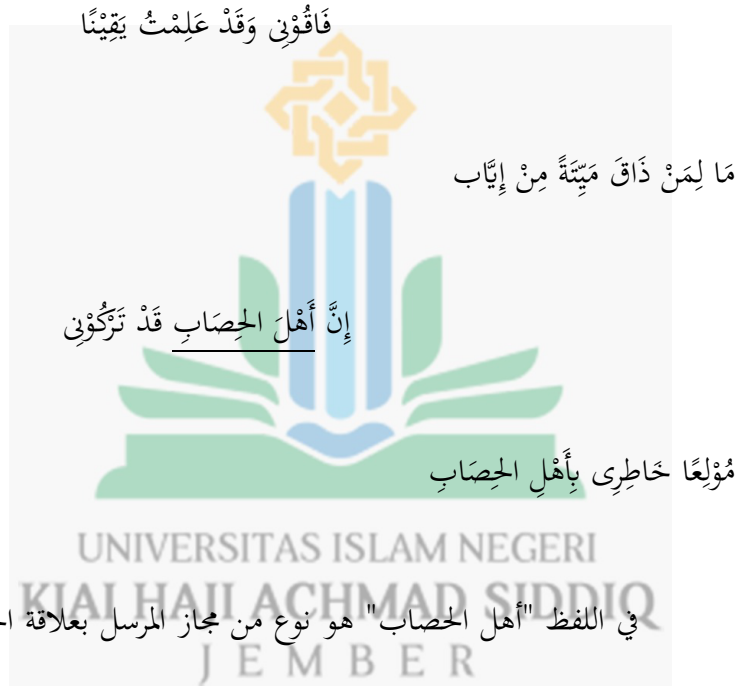 فَاقُوْنِى وَقَدْ عَلِمْتُ يَقِيْنًا
مَا لِمَنْ ذَاقَ مَيِّتَةً مِنْ إِيَّاب
إِنَّ أَهْلَ الحِصَابِ قَدْ تَرَّكُوْنِى
مُوْلِعًا خَاطِرِى بِأَهْلِ الحِصَابِ
UNIVERSITAS ISLAM NEGERI
KIAI HAJI ACHMAD SIDDIQ
في اللفظ "أهل الحصاب" هو نوع من مجاز المرسل بعلاقة
JEMBER